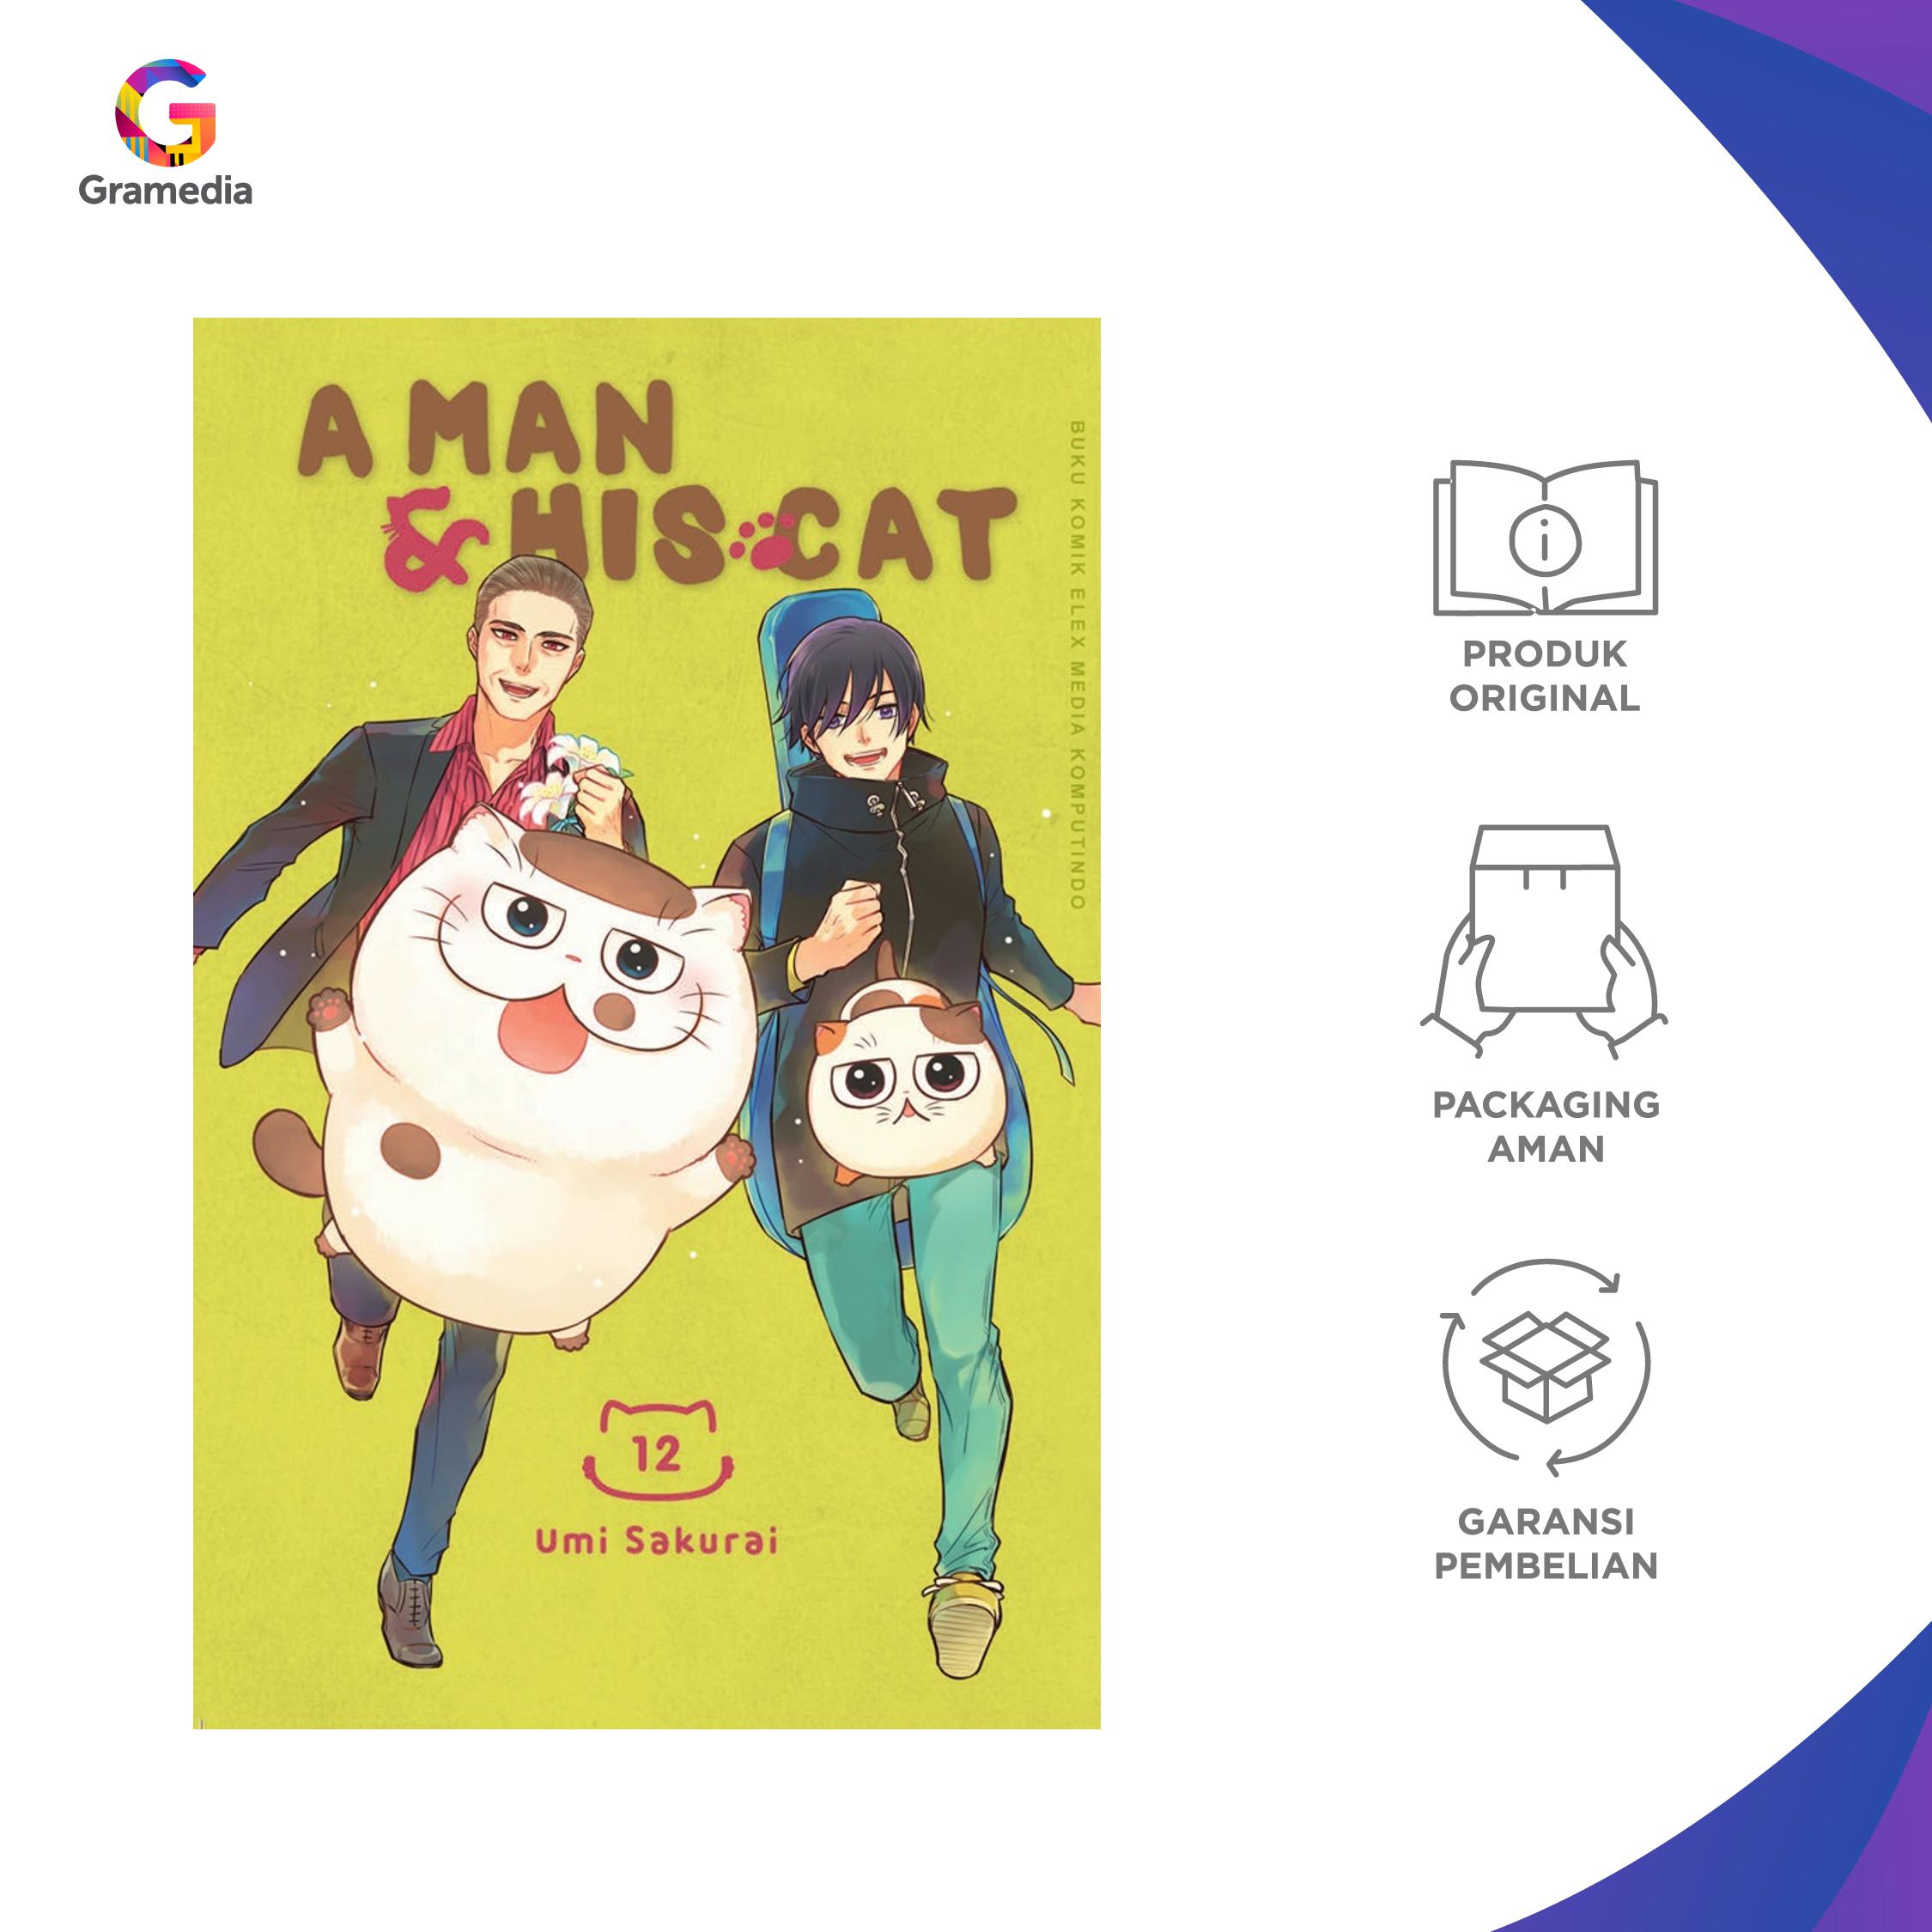 Gramedia
A MAN
& HIS CAT
BUKU KOMIK ELEX MEDIA KOMPUTINDO
12
Umi Sakurai
i
PRODUK
ORIGINAL
PACKAGING
AMAN
GARANSI
PEMBELIAN